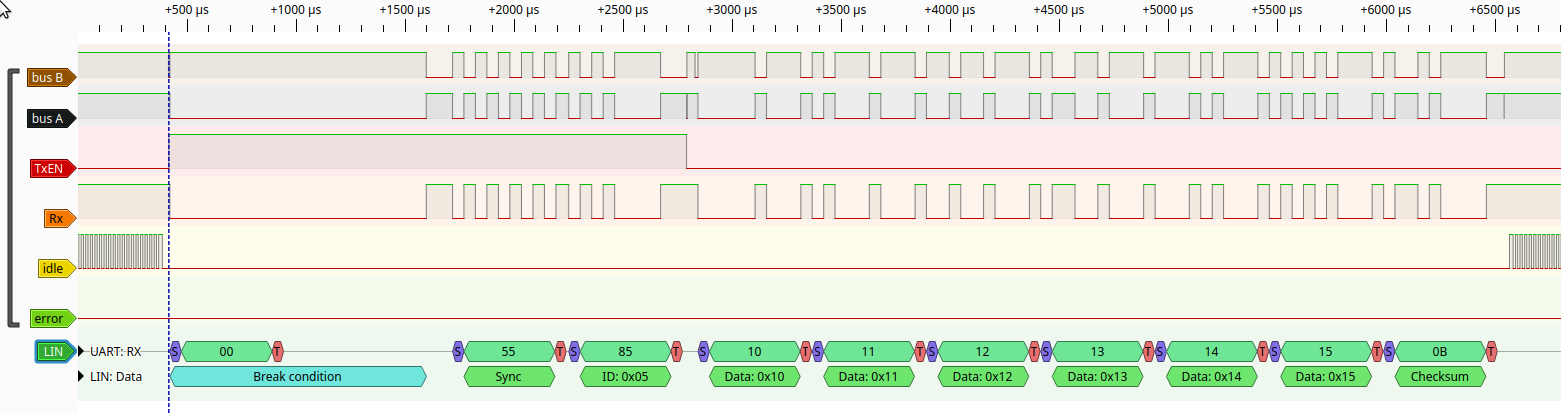 +500 µs +1000 µs +1500 µs +2000 µs +2500 µs +3000 µs +3500 µs +4000 µs +4500 µs +5000 µs +5500 µs +6000 µs +6500 µs
bus B
bus A
TxEN
Rx
idle
error
LIN UART: RX S 00 T S 55 T S 85 T S 10 T S 11 T S 12 T S 13 T S 14 T S 15 T S 0B T
LIN: Data Break condition Sync ID: 0x05 Data: 0x10 Data: 0x11 Data: 0x12 Data: 0x13 Data: 0x14 Data: 0x15 Checksum